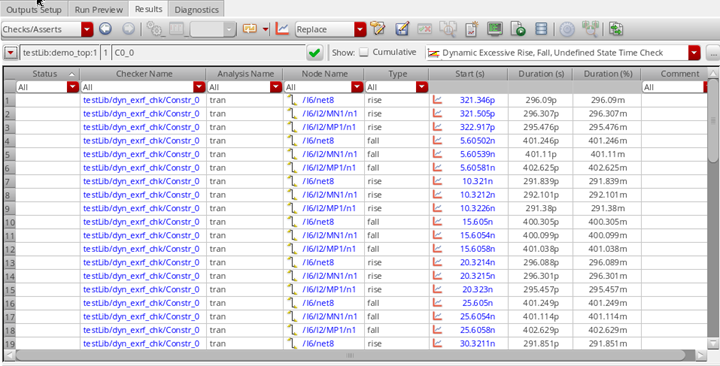 Outputs Setup Run Preview Results Diagnostics
Checks/Asserts Replace
testLib:demo_top:1 1 C0_0 Show: Cumulative Dynamic Excessive Rise, Fall, Undefined State Time Check ...
Status Checker Name Analysis Name Node Name Type Start (s) Duration (s) Duration (%) Comment
All All All All All All
1 testLib/dyn_exrf_chk/Constr_0 tran /I6/net8 rise 321.346p 296.09p 296.09m
2 testLib/dyn_exrf_chk/Constr_0 tran /I6/I2/MN1/n1 rise 321.505p 296.307p 296.307m
3 testLib/dyn_exrf_chk/Constr_0 tran /I6/I2/MP1/n1 rise 322.917p 295.476p 295.476m
4 testLib/dyn_exrf_chk/Constr_0 tran /I6/net8 fall 5.60502n 401.246p 401.246m
5 testLib/dyn_exrf_chk/Constr_0 tran /I6/I2/MN1/n1 fall 5.60539n 401.11p 401.11m
6 testLib/dyn_exrf_chk/Constr_0 tran /I6/I2/MP1/n1 fall 5.60581n 402.625p 402.625m
7 testLib/dyn_exrf_chk/Constr_0 tran /I6/net8 rise 10.321n 291.839p 291.839m
8 testLib/dyn_exrf_chk/Constr_0 tran /I6/I2/MN1/n1 rise 10.3212n 292.101p 292.101m
9 testLib/dyn_exrf_chk/Constr_0 tran /I6/I2/MP1/n1 rise 10.3226n 291.38p 291.38m
10 testLib/dyn_exrf_chk/Constr_0 tran /I6/net8 fall 15.605n 400.305p 400.305m
11 testLib/dyn_exrf_chk/Constr_0 tran /I6/I2/MN1/n1 fall 15.6054n 400.099p 400.099m
12 testLib/dyn_exrf_chk/Constr_0 tran /I6/I2/MP1/n1 fall 15.6058n 401.038p 401.038m
13 testLib/dyn_exrf_chk/Constr_0 tran /I6/net8 rise 20.3214n 296.088p 296.088m
14 testLib/dyn_exrf_chk/Constr_0 tran /I6/I2/MN1/n1 rise 20.3215n 296.301p 296.301m
15 testLib/dyn_exrf_chk/Constr_0 tran /I6/I2/MP1/n1 rise 20.323n 295.457p 295.457m
16 testLib/dyn_exrf_chk/Constr_0 tran /I6/net8 fall 25.605n 401.249p 401.249m
17 testLib/dyn_exrf_chk/Constr_0 tran /I6/I2/MN1/n1 fall 25.6054n 401.114p 401.114m
18 testLib/dyn_exrf_chk/Constr_0 tran /I6/I2/MP1/n1 fall 25.6058n 402.629p 402.629m
19 testLib/dyn_exrf_chk/Constr_0 tran /I6/net8 rise 30.3211n 291.851p 291.851m